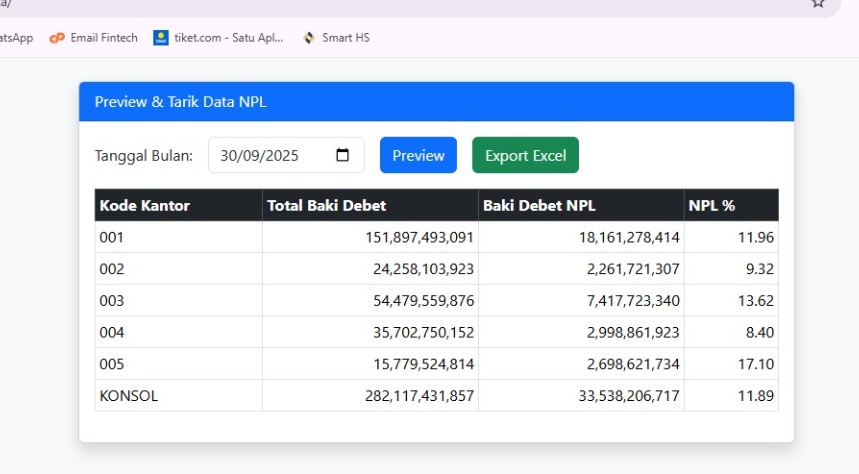 a/
atsApp Email Fintech tiket.com - Satu Apl... Smart HS
Preview & Tarik Data NPL
Tanggal Bulan: 30/09/2025 Preview Export Excel
Kode Kantor Total Baki Debet Baki Debet NPL NPL %
001 151,897,493,091 18,161,278,414 11.96
002 24,258,103,923 2,261,721,307 9.32
003 54,479,559,876 7,417,723,340 13.62
004 35,702,750,152 2,998,861,923 8.40
005 15,779,524,814 2,698,621,734 17.10
KONSOL 282,117,431,857 33,538,206,717 11.89